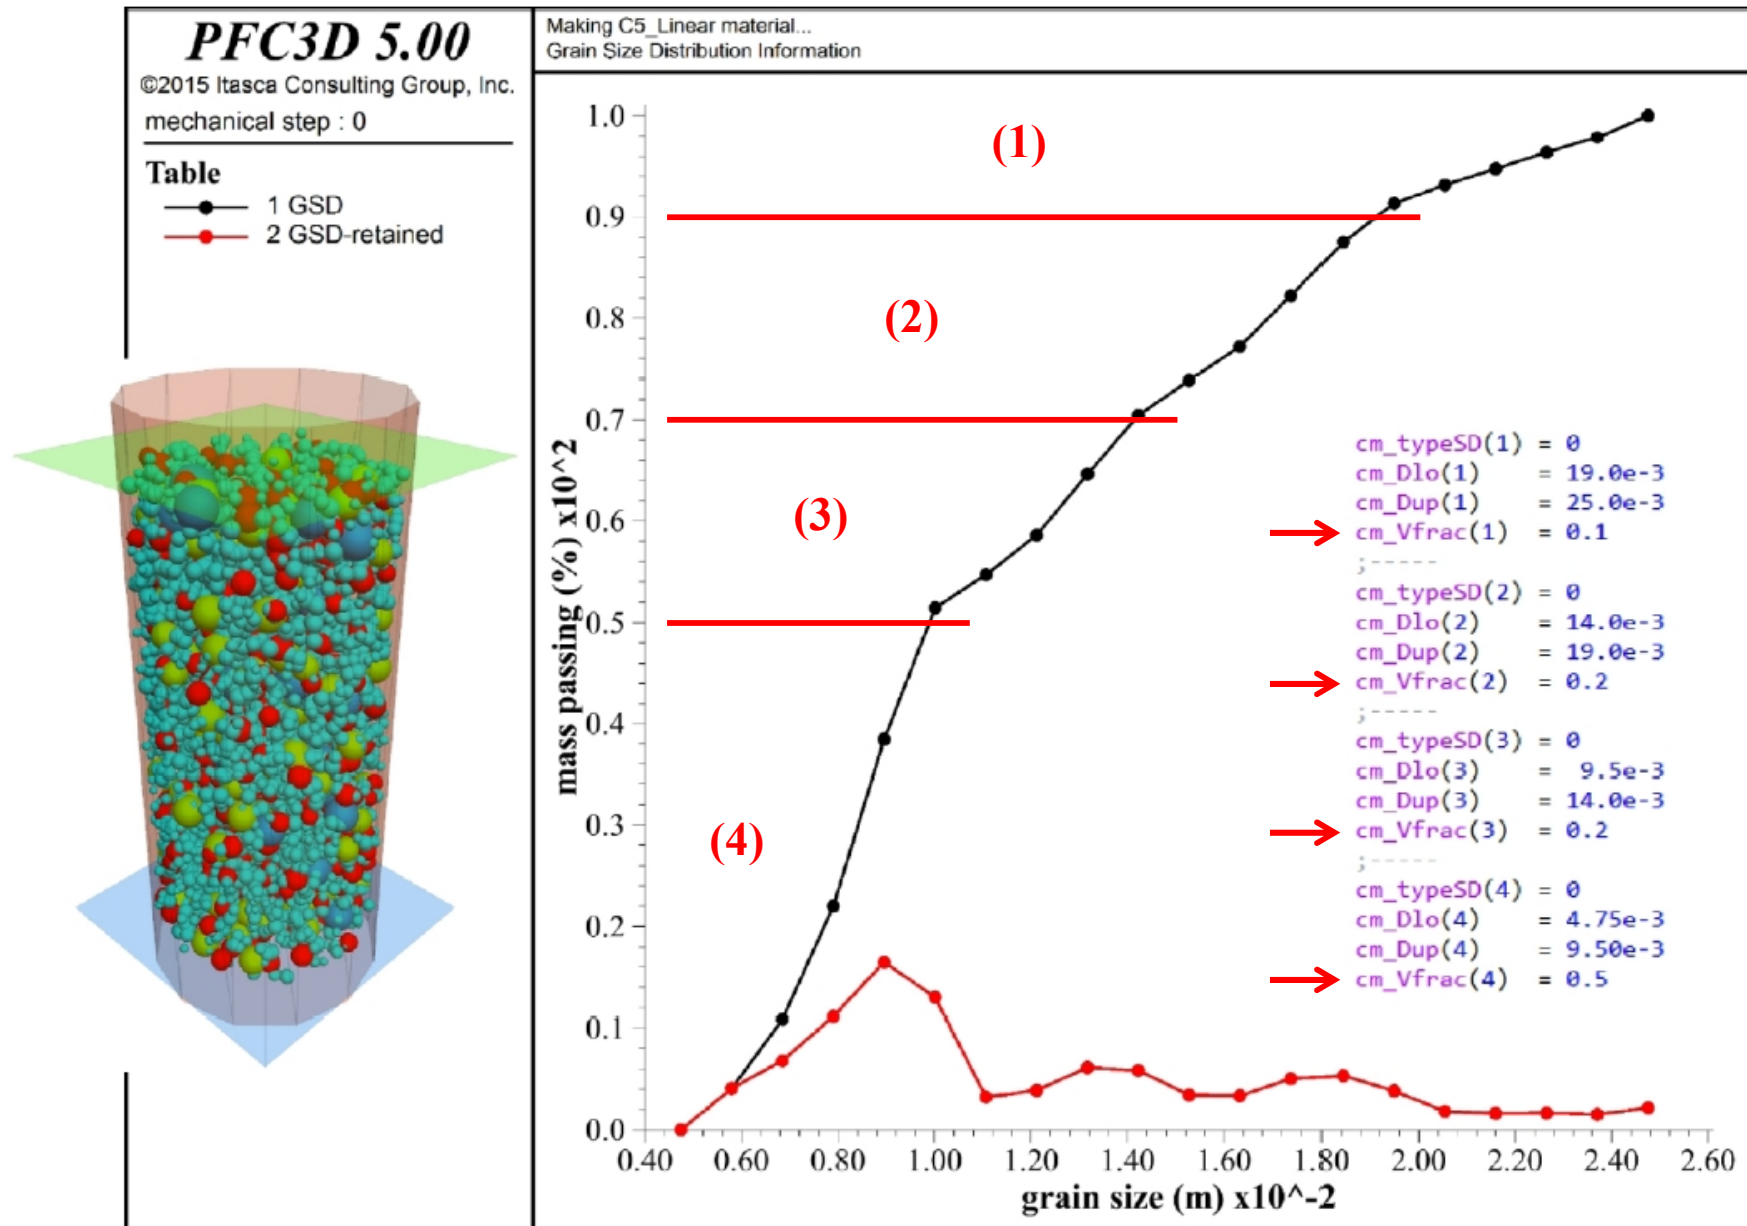 PFC3D 5.00
©2015 Itasca Consulting Group, Inc.
mechanical step : 0
Table
1 GSD
2 GSD-retained
Making C5_Linear material...
Grain Size Distribution Information
mass passing (%) x10^2
1.0
0.9
0.8
0.7
0.6
0.5
0.4
0.3
0.2
0.1
0.0
(1)
(2)
(3)
(4)
cm_typeSD(1) = 0
cm_Dlo(1) = 19.0e-3
cm_Dup(1) = 25.0e-3
cm_Vfrac(1) = 0.1
;-----
cm_typeSD(2) = 0
cm_Dlo(2) = 14.0e-3
cm_Dup(2) = 19.0e-3
cm_Vfrac(2) = 0.2
;-----
cm_typeSD(3) = 0
cm_Dlo(3) = 9.5e-3
cm_Dup(3) = 14.0e-3
cm_Vfrac(3) = 0.2
;-----
cm_typeSD(4) = 0
cm_Dlo(4) = 4.75e-3
cm_Dup(4) = 9.50e-3
cm_Vfrac(4) = 0.5
0.40 0.60 0.80 1.00 1.20 1.40 1.60 1.80 2.00 2.20 2.40 2.60
grain size (m) x10^-2